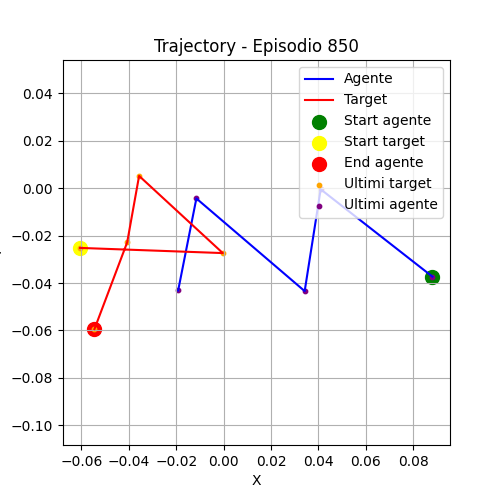 Trajectory - Episodio 850
Agente
Target
Start agente
Start target
End agente
Ultimi target
Ultimi agente
0.04
0.02
0.00
−0.02
−0.04
−0.06
−0.08
−0.10
−0.06 −0.04 −0.02 0.00 0.02 0.04 0.06 0.08
X